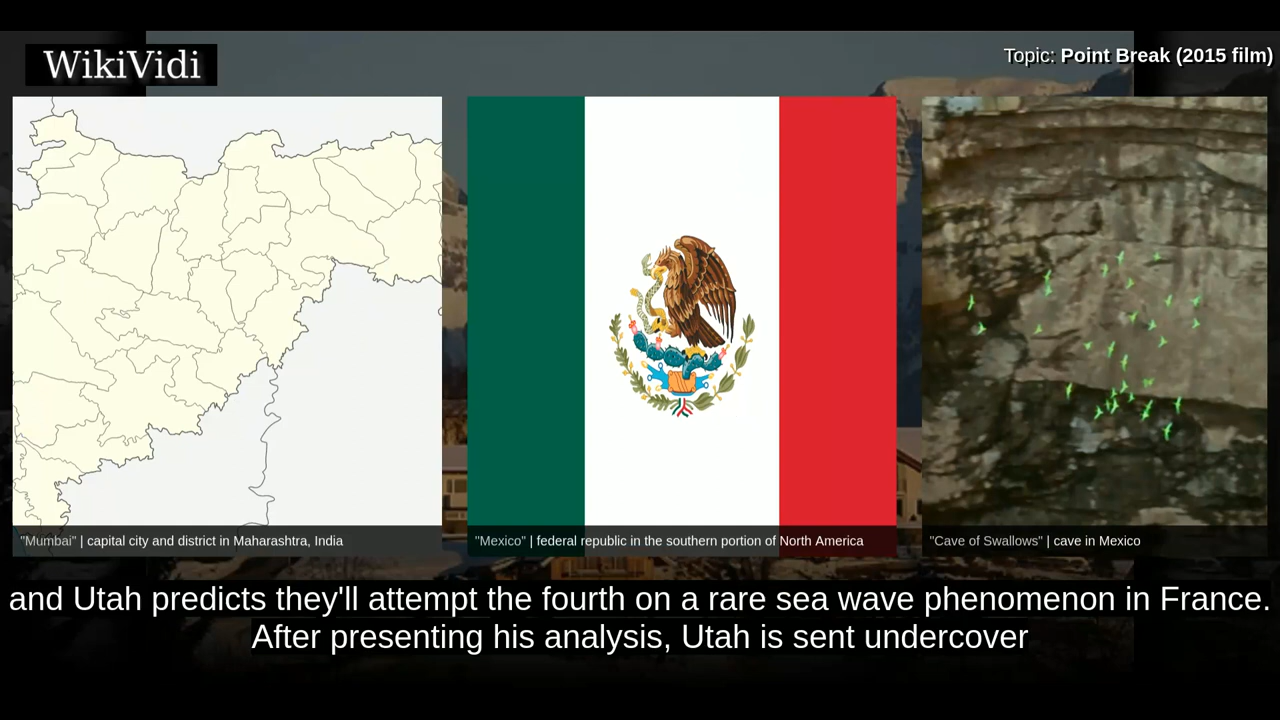 WikiVidi
Topic: Point Break (2015 film)
"Mumbai" | capital city and district in Maharashtra, India
"Mexico" | federal republic in the southern portion of North America
"Cave of Swallows" | cave in Mexico
and Utah predicts they'll attempt the fourth on a rare sea wave phenomenon in France.
After presenting his analysis, Utah is sent undercover